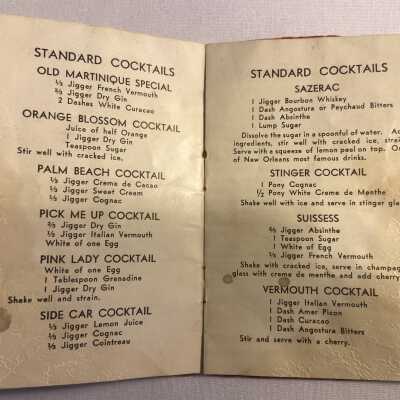 STANDARD COCKTAILS
OLD MARTINIQUE SPECIAL
⅓ Jigger French Vermouth
⅔ Jigger Dry Gin
2 Dashes White Curacao
ORANGE BLOSSOM COCKTAIL
Juice of half Orange
1 Jigger Dry Gin
Teaspoon Sugar
Stir well with cracked ice.
PALM BEACH COCKTAIL
⅓ Jigger Creme de Cacao
⅓ Jigger Sweet Cream
⅓ Jigger Cognac
PICK ME UP COCKTAIL
Jigger Dry Gin
Jigger Italian Vermouth
White of one Egg
PINK LADY COCKTAIL
White of one Egg
1 Tablespoon Grenadine
1 Jigger Dry Gin
Shake well and strain.
SIDE CAR COCKTAIL
⅓ Jigger Lemon Juice
⅓ Jigger Cognac
⅓ Jigger Cointreau
STANDARD COCKTAILS
SAZERAC
1 Jigger Bourbon Whiskey
1 Dash Angostura or Peychaud Bitters
1 Dash Absinthe
1 Lump Sugar
Dissolve the sugar in a spoonful of water.
ingredients, stir well with cracked ice,
Serve with a squeeze of lemon peel on top.
of New Orleans most famous drinks.
STINGER COCKTAIL
1 Pony Cognac
½ Pony White Creme de Menthe
Shake well with ice and serve in stinger
SUISSESS
Jigger Absinthe
1 Teaspoon Sugar
1 White of Egg
⅓ Jigger French Vermouth
Shake with cracked ice, serve in
glass with creme de menthe and add
VERMOUTH COCKTAIL
1 Jigger Italian Vermouth
1 Dash Amer Picon
1 Dash Curacao
1 Dash Angostura Bitters
Stir and serve with a cherry.